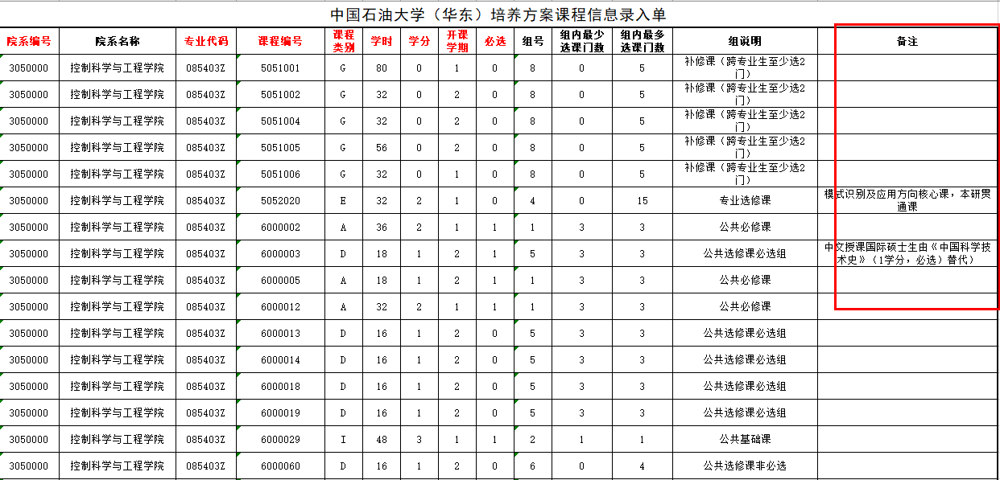 中国石油大学（华东）培养方案课程信息录入单
院系编号 院系名称 专业代码 课程编号 课程类别 学时 学分 开课学期 必选 组号 组内最少选课门数 组内最多选课门数 组说明 备注
3050000 控制科学与工程学院 085403Z 5051001 G 80 0 1 0 8 0 5 补修课（跨专业生至少选2门）
3050000 控制科学与工程学院 085403Z 5051002 G 32 0 2 0 8 0 5 补修课（跨专业生至少选2门）
3050000 控制科学与工程学院 085403Z 5051004 G 32 0 2 0 8 0 5 补修课（跨专业生至少选2门）
3050000 控制科学与工程学院 085403Z 5051005 G 56 0 2 0 8 0 5 补修课（跨专业生至少选2门）
3050000 控制科学与工程学院 085403Z 5051006 G 32 0 1 0 8 0 5 补修课（跨专业生至少选2门）
3050000 控制科学与工程学院 085403Z 5052020 E 32 2 1 0 4 0 15 专业选修课 模式识别及应用方向核心课，本研贯通课
3050000 控制科学与工程学院 085403Z 6000002 A 36 2 1 1 1 3 3 公共必修课
3050000 控制科学与工程学院 085403Z 6000003 D 18 1 2 1 5 3 3 公共选修课必选组 中文授课国际硕士生由《中国科学技术史》（1学分，必选）替代）
3050000 控制科学与工程学院 085403Z 6000005 A 18 1 2 1 1 3 3 公共必修课
3050000 控制科学与工程学院 085403Z 6000012 A 32 2 1 1 1 3 3 公共必修课
3050000 控制科学与工程学院 085403Z 6000013 D 16 1 2 0 5 3 3 公共选修课必选组
3050000 控制科学与工程学院 085403Z 6000014 D 16 1 2 0 5 3 3 公共选修课必选组
3050000 控制科学与工程学院 085403Z 6000018 D 16 1 2 0 5 3 3 公共选修课必选组
3050000 控制科学与工程学院 085403Z 6000019 D 16 1 2 0 5 3 3 公共选修课必选组
3050000 控制科学与工程学院 085403Z 6000029 I 48 3 1 1 2 1 1 公共基础课
3050000 控制科学与工程学院 085403Z 6000060 D 16 1 2 0 6 0 4 公共选修课非必选